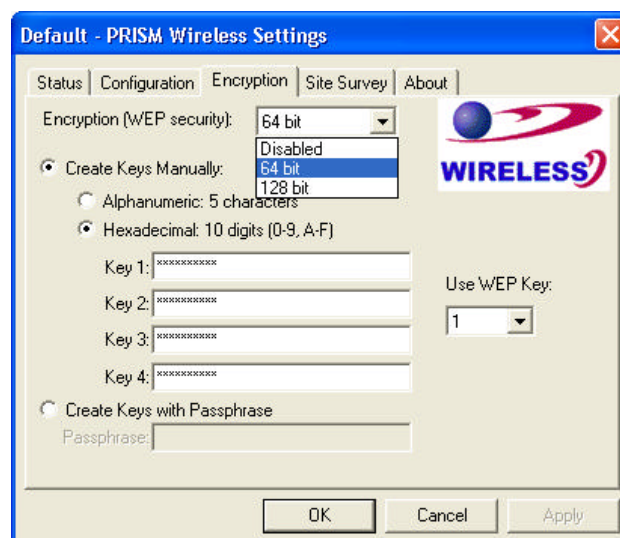 Default - PRISM Wireless Settings
Status Configuration Encryption Site Survey About
Encryption (WEP security): 64 bit
Disabled
64 bit
128 bit
WIRELESS
Create Keys Manually:
Alphanumeric: 5 characters
Hexadecimal: 10 digits (0-9, A-F)
Key 1: **********
Key 2: **********
Key 3: **********
Key 4: **********
Use WEP Key:
1
Create Keys with Passphrase
Passphrase:
OK Cancel Apply